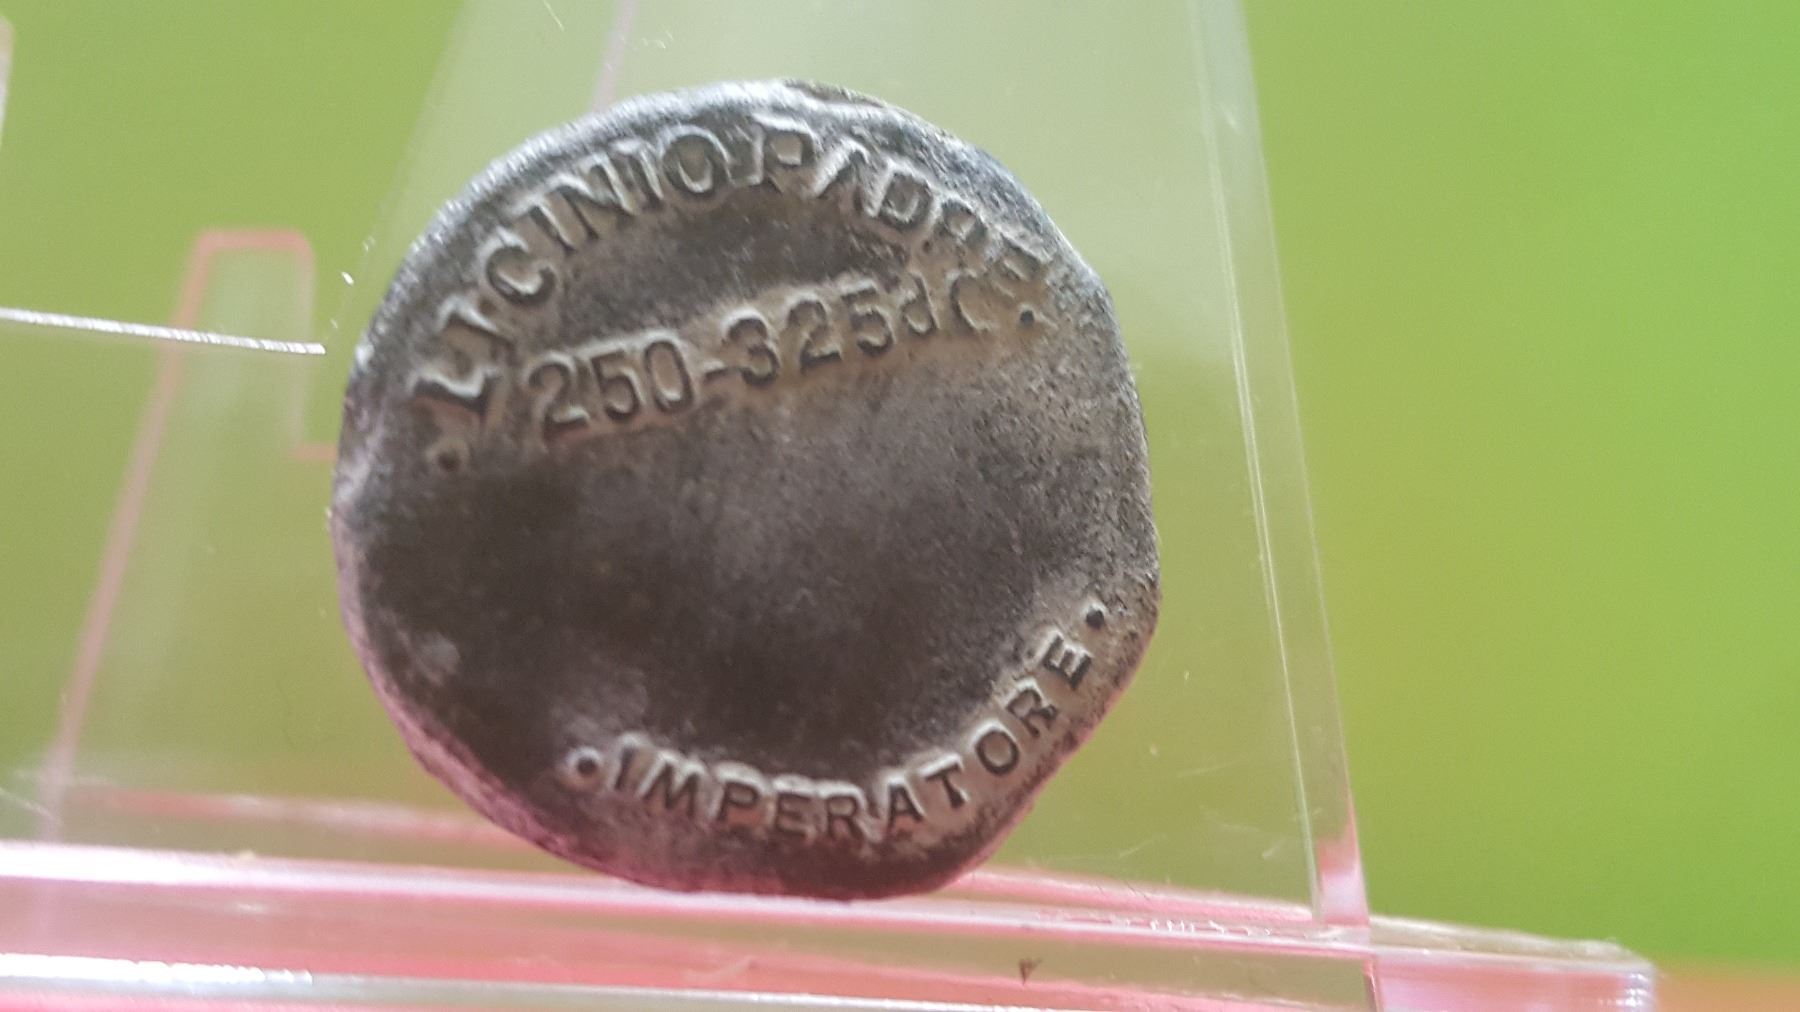 . LICINIO PADRE .
250-325 d C.
. IMPERATORE .